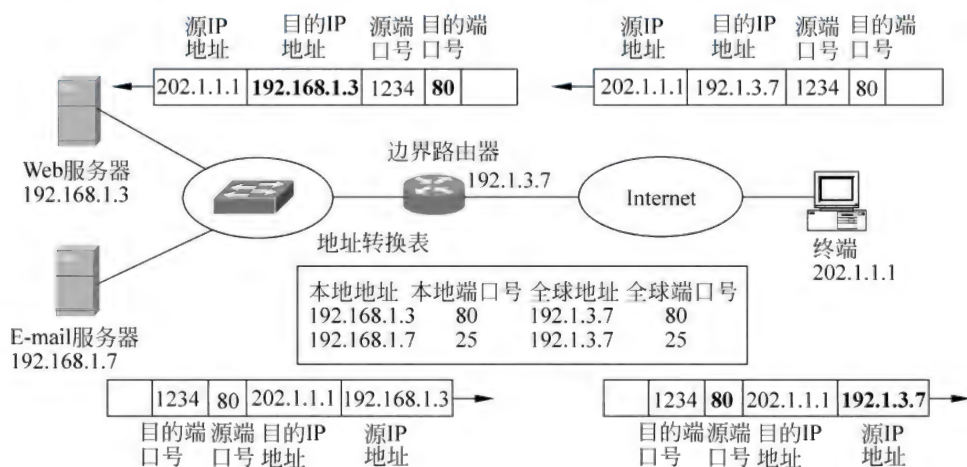 源IP 目的IP 源端 目的端
地址 地址 口号 口号
202.1.1.1 192.168.1.3 1234 80
源IP 目的IP 源端 目的端
地址 地址 口号 口号
202.1.1.1 192.1.3.7 1234 80
Web服务器
192.168.1.3
边界路由器
192.1.3.7
Internet
终端
202.1.1.1
E-mail服务器
192.168.1.7
地址转换表
本地地址 本地端口号 全球地址 全球端口号
192.168.1.3 80 192.1.3.7 80
192.168.1.7 25 192.1.3.7 25
1234 80 202.1.1.1 192.168.1.3
目的端 源端 目的IP 源IP
口号 口号 地址 地址
1234 80 202.1.1.1 192.1.3.7
目的端 源端 目的IP 源IP
口号 口号 地址 地址